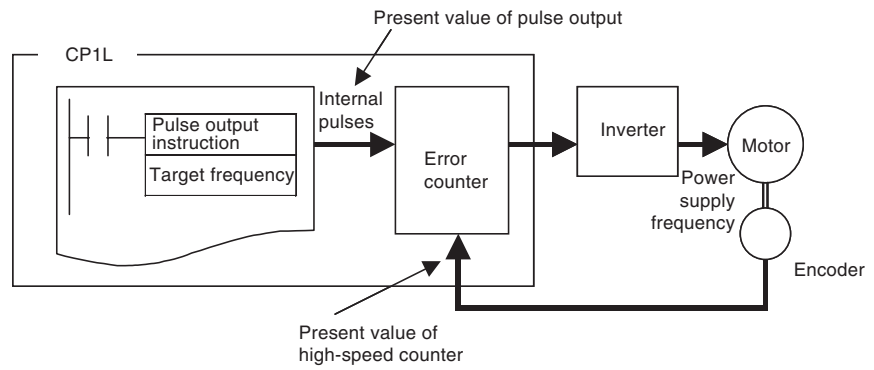 Present value of pulse output
CP1L
Internal
pulses
Pulse output
instruction
Target frequency
Error
counter
Inverter
Motor
Power
supply
frequency
Encoder
Present value of
high-speed counter